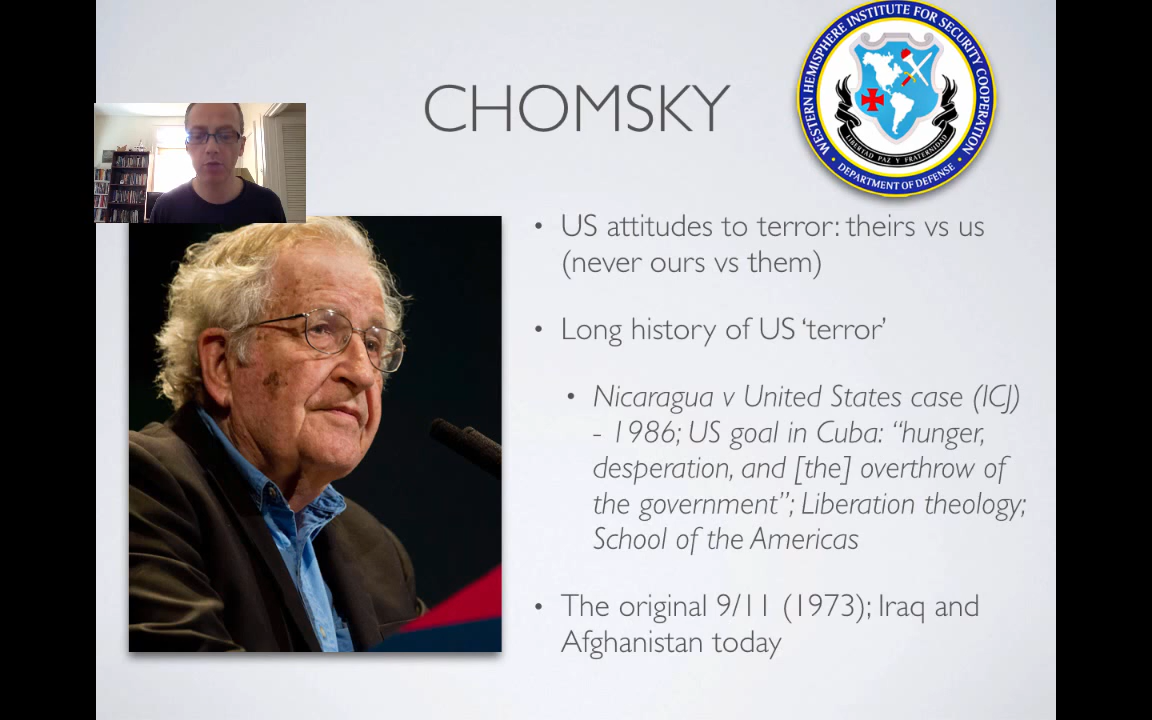 CHOMSKY
WESTERN HEMISPHERE INSTITUTE FOR SECURITY COOPERATION
LIBERTAD PAZ Y FRATERNIDAD
DEPARTMENT OF DEFENSE
• US attitudes to terror: theirs vs us
(never ours vs them)
• Long history of US ‘terror’
• Nicaragua v United States case (ICJ)
- 1986; US goal in Cuba: “hunger,
desperation, and [the] overthrow of
the government”; Liberation theology;
School of the Americas
• The original 9/11 (1973); Iraq and
Afghanistan today